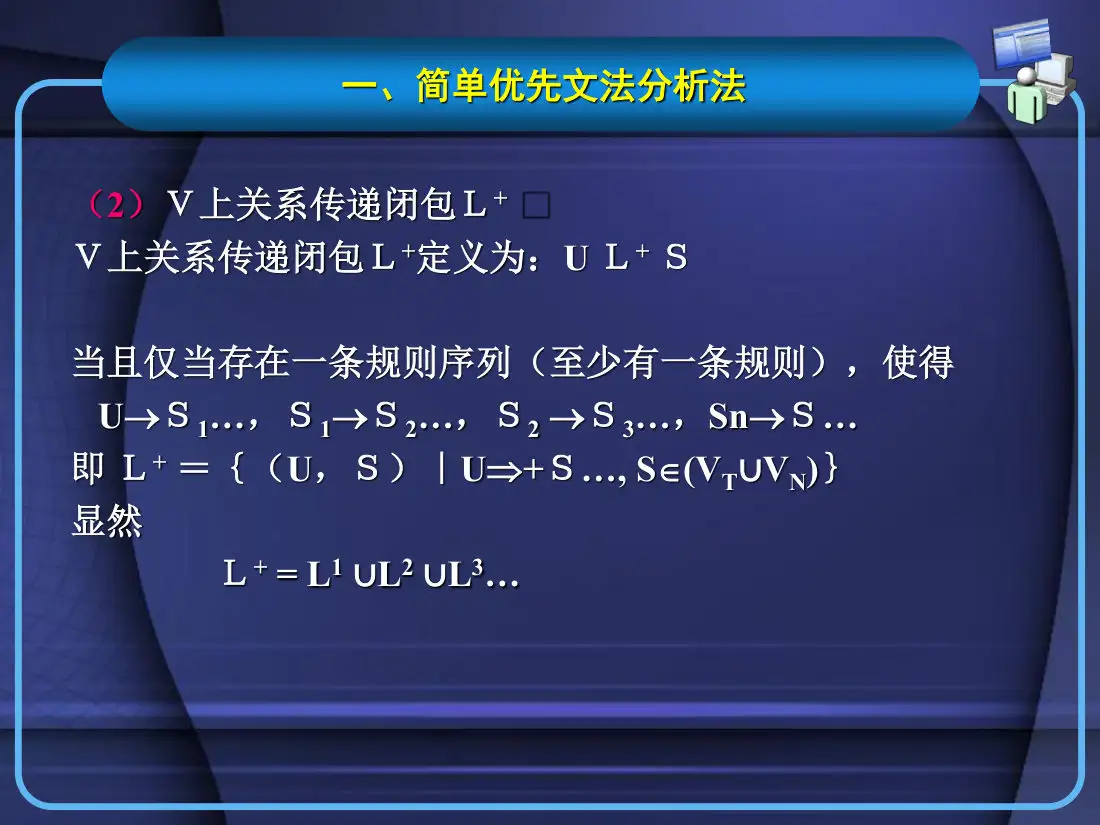 一、简单优先文法分析法
（2）Ｖ上关系传递闭包Ｌ⁺ □
Ｖ上关系传递闭包Ｌ⁺定义为：U Ｌ⁺ Ｓ
当且仅当存在一条规则序列（至少有一条规则），使得
U→Ｓ₁…，Ｓ₁→Ｓ₂…，Ｓ₂ →Ｓ₃…，Sn→Ｓ…
即 Ｌ⁺＝｛（U，Ｓ）｜U⇒+Ｓ…, S∈(V_T∪V_N)｝
显然
Ｌ⁺ = L¹ ∪L² ∪L³…